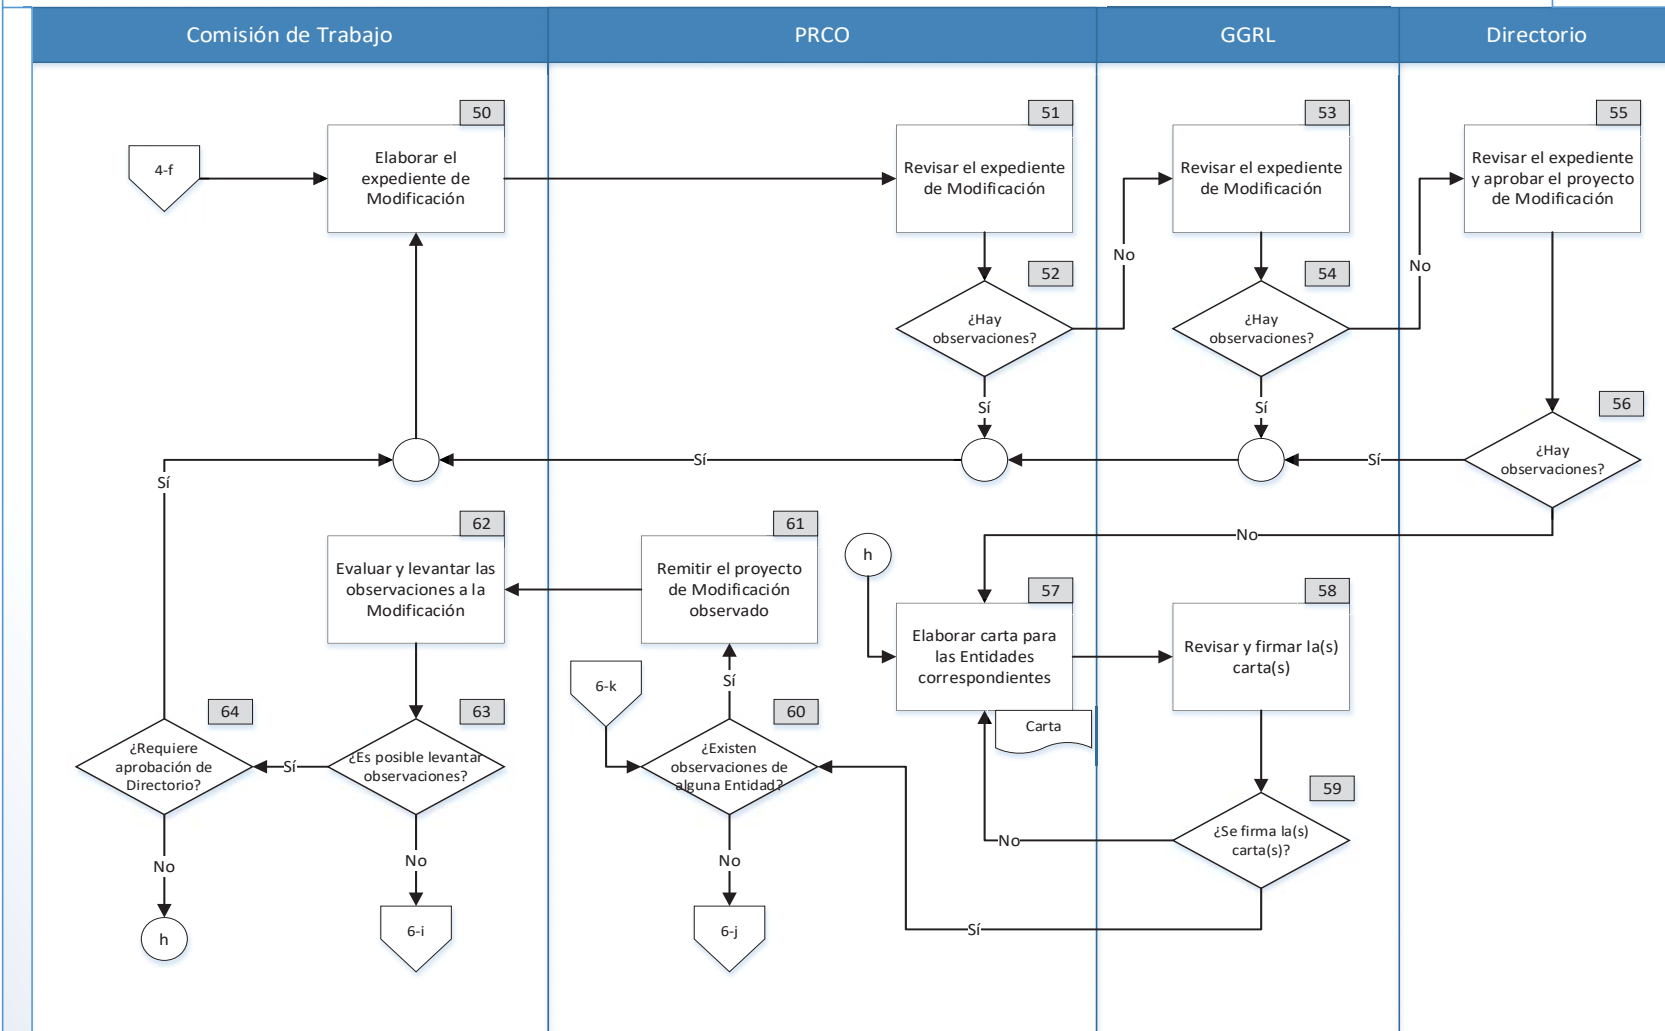 Comisión de Trabajo
PRCO
GGRL
Directorio
50
51
53
55
4-f
Elaborar el
expediente de
Modificación
Revisar el expediente
de Modificación
Revisar el expediente
de Modificación
Revisar el expediente
y aprobar el proyecto
de Modificación
No
No
52
54
¿Hay
observaciones?
¿Hay
observaciones?
Sí
Sí
56
¿Hay
observaciones?
Sí
Sí
Sí
62
61
h
No
Evaluar y levantar las
observaciones a la
Modificación
Remitir el proyecto
de Modificación
observado
57
58
Elaborar carta para
las Entidades
correspondientes
Revisar y firmar la(s)
carta(s)
Sí
6-k
64
63
60
Carta
¿Requiere
aprobación de
Directorio?
Sí
¿Es posible levantar
observaciones?
¿Existen
observaciones de
alguna Entidad?
59
No
¿Se firma la(s)
carta(s)?
No
No
No
Sí
h
6-i
6-j